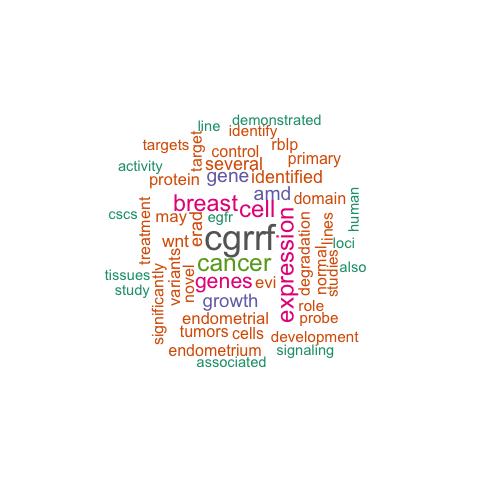 demonstrated
line
identify
targets
target
control
rblp
several
primary
activity
protein
gene
identified
amd
domain
human
cscs
treatment
may
breast
cell
egfr
erad
expression
degradation
normal
lines
wnt
cgrrf
loci
studies
variants
novel
cancer
also
tissues
study
genes
evi
significantly
growth
role
endometrial
probe
tumors
cells
development
endometrium
signaling
associated